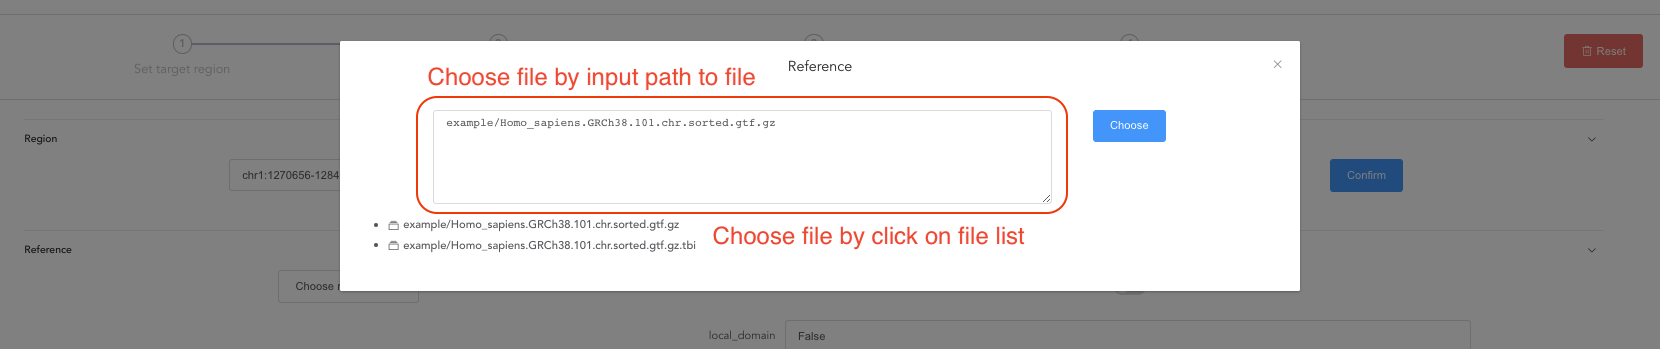 1
Set target region
Reset
Reference
Choose file by input path to file
example/Homo_sapiens.GRCh38.101.chr.sorted.gtf.gz
Choose
Region
chr1:1270656-1284
Confirm
example/Homo_sapiens.GRCh38.101.chr.sorted.gtf.gz
example/Homo_sapiens.GRCh38.101.chr.sorted.gtf.gz.tbi
Choose file by click on file list
Reference
Choose
local_domain
False